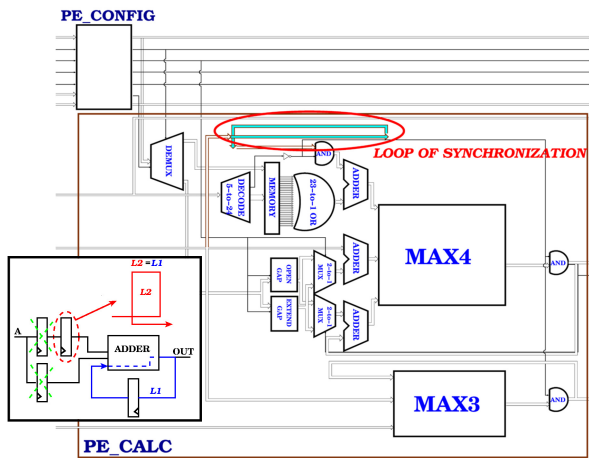 PE_CONFIG
LOOP OF SYNCHRONIZATION
DEMUX
AND
5-to-24
DECODE
MEMORY
23-to-1 OR
ADDER
MAX4
AND
OPEN
GAP
2-to-1
MUX
ADDER
EXTEND
GAP
2-to-1
MUX
ADDER
L2 =L1
L2
A
ADDER
OUT
L1
MAX3
AND
PE_CALC